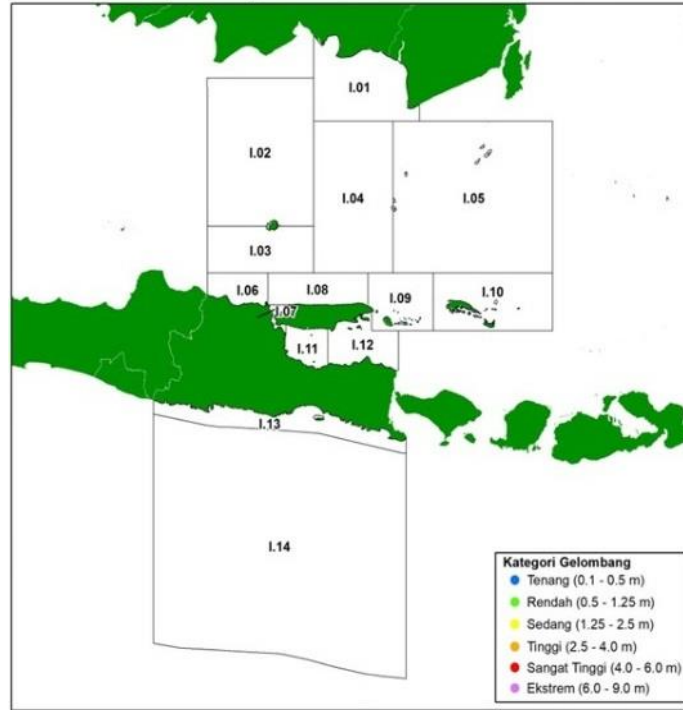 I.01
I.02
I.04
I.05
I.03
I.06
I.08
I.09
I.10
I.07
I.11
I.12
I.13
I.14
Kategori Gelombang
Tenang (0.1 - 0.5 m)
Rendah (0.5 - 1.25 m)
Sedang (1.25 - 2.5 m)
Tinggi (2.5 - 4.0 m)
Sangat Tinggi (4.0 - 6.0 m)
Ekstrem (6.0 - 9.0 m)